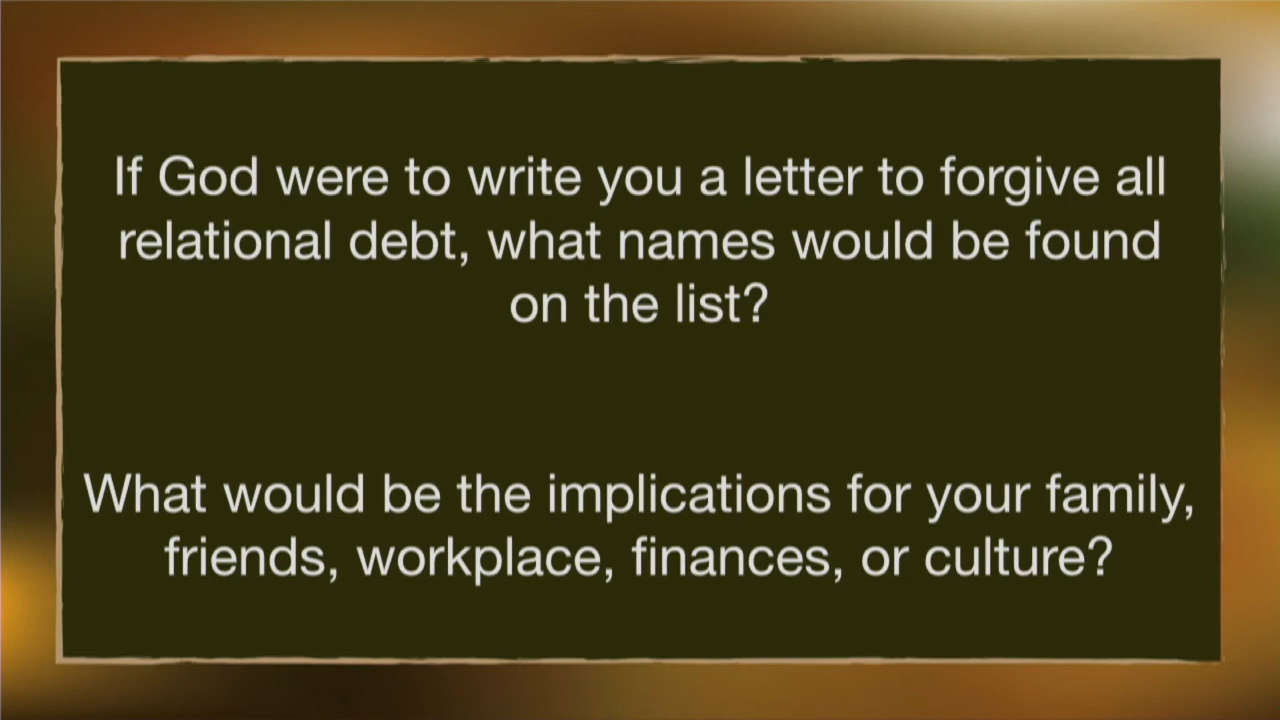 If God were to write you a letter to forgive all
relational debt, what names would be found
on the list?
What would be the implications for your family,
friends, workplace, finances, or culture?